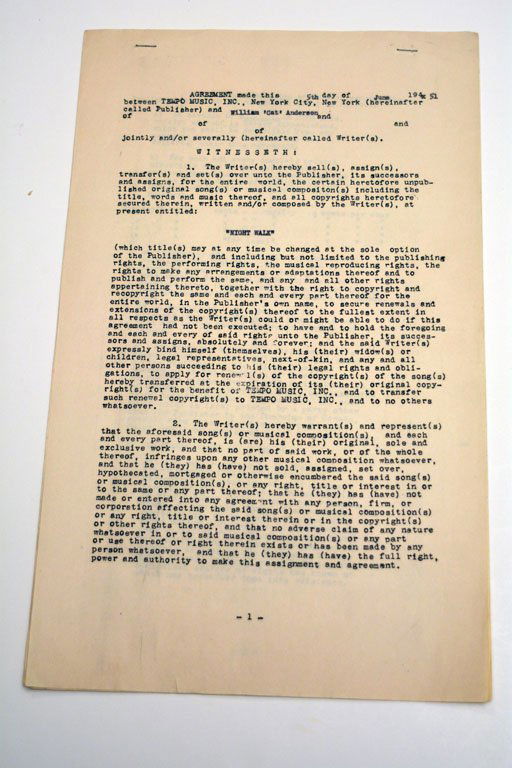 AGREEMENT made this 5th day of June 194x 51
between TEMPO MUSIC, INC., New York City, New York (hereinafter
called Publisher) and William 'Cat' Anderson and
of
of and
of
jointly and/or severally (hereinafter called Writer(s).
WITNESSETH:
1. The Writer(s) hereby sell(s), assign(s),
transfer(s) and set(s) over unto the Publisher, its successors
and assigns, for the entire world, the certain heretofore unpub-
lished original song(s) or musical compositon(s) including the
title, words and music thereof, and all copyrights heretofore
secured therein, written and/or composed by the Writer(s), at
present entitled:
"NIGHT WALK"
(which title(s) may at any time be changed at the sole option
of the Publisher), and including but not limited to the publishing
rights, the performing rights, the musical reproducing rights, the
rights to make any arrangements or adaptations thereof and to
publish and perform the same, and any and all other rights
appertaining thereto, together with the right to copyright and
recopyright the same and each and every part thereof for the
entire world, in the Publisher's own name, to secure renewals and
extensions of the copyright(s) thereof to the fullest extent in
all respects as the Writer(s) could or might be able to do if this
agreement had not been executed; to have and to hold the foregoing
and each and every of said rights unto the Publisher, its succes-
sors and assigns, absolutely and forever; and the said Writer(s)
expressly bind himself (themselves), his (their) widow(s) or
children, legal representatives, next-of-kin, and any and all
other persons succeeding to his (their) legal rights and obli-
gations, to apply for renewal(s) of the copyright(s) of the song(s)
hereby transferred at the expiration of its (their) original copy-
right(s) for the benefit of TEMPO MUSIC, INC., and to transfer
such renewal copyright(s) to TEMPO MUSIC, INC., and to no others
whatsoever.
2. The Writer(s) hereby warrant(s) and represent(s)
that the aforesaid song(s) or musical composition(s), and each
and every part thereof, is (are) his (their) original, sole and
exclusive work, and that no part of said work, or of the whole
thereof, infringes upon any other musical composition whatsoever,
and that he (they) has (have) not sold, assigned, set over,
hypothecated, mortgaged or otherwise encumbered the said song(s)
or musical composition(s), or any right, title or interest in or
to the same or any part thereof; that he (they) has (have) not
made or entered into any agreement with any person, firm, or
corporation affecting the said song(s) or musical composition(s)
or any right, title or interest therein or in the copyright(s)
or other rights thereof, and that no adverse claim of any nature
whatsoever in or to said musical composition(s) or any part
or use thereof or right therein exists or has been made by any
person whatsoever, and that he (they) has (have) the full right,
power and authority to make this assignment and agreement.
- 1 -